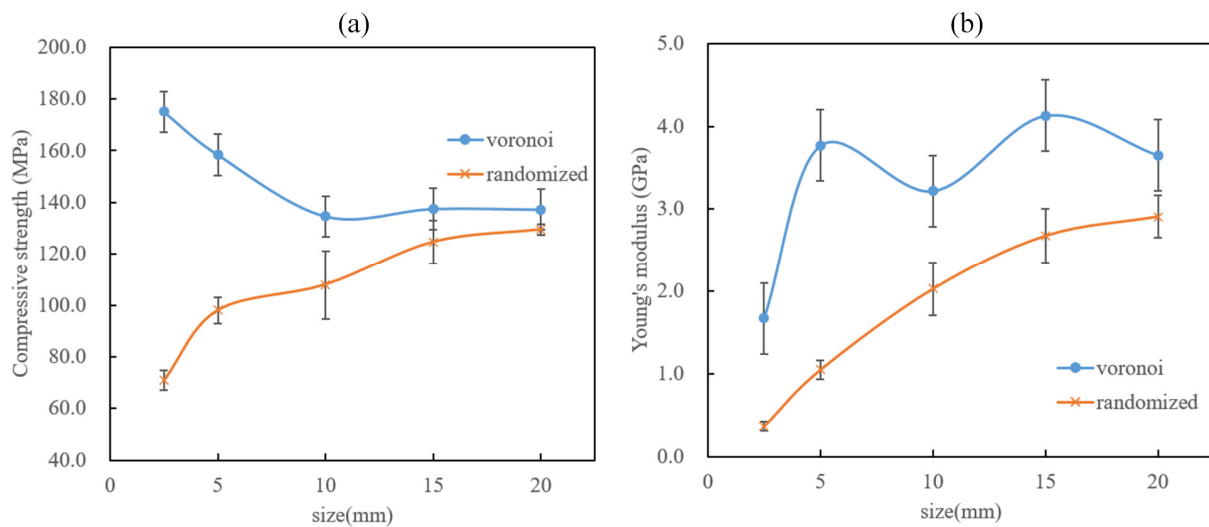 (a)
Compressive strength (MPa)
200.0
180.0
160.0
140.0
120.0
100.0
80.0
60.0
40.0
0 5 10 15 20
size(mm)
voronoi
randomized
(b)
Young's modulus (GPa)
5.0
4.0
3.0
2.0
1.0
0.0
0 5 10 15 20
size(mm)
voronoi
randomized